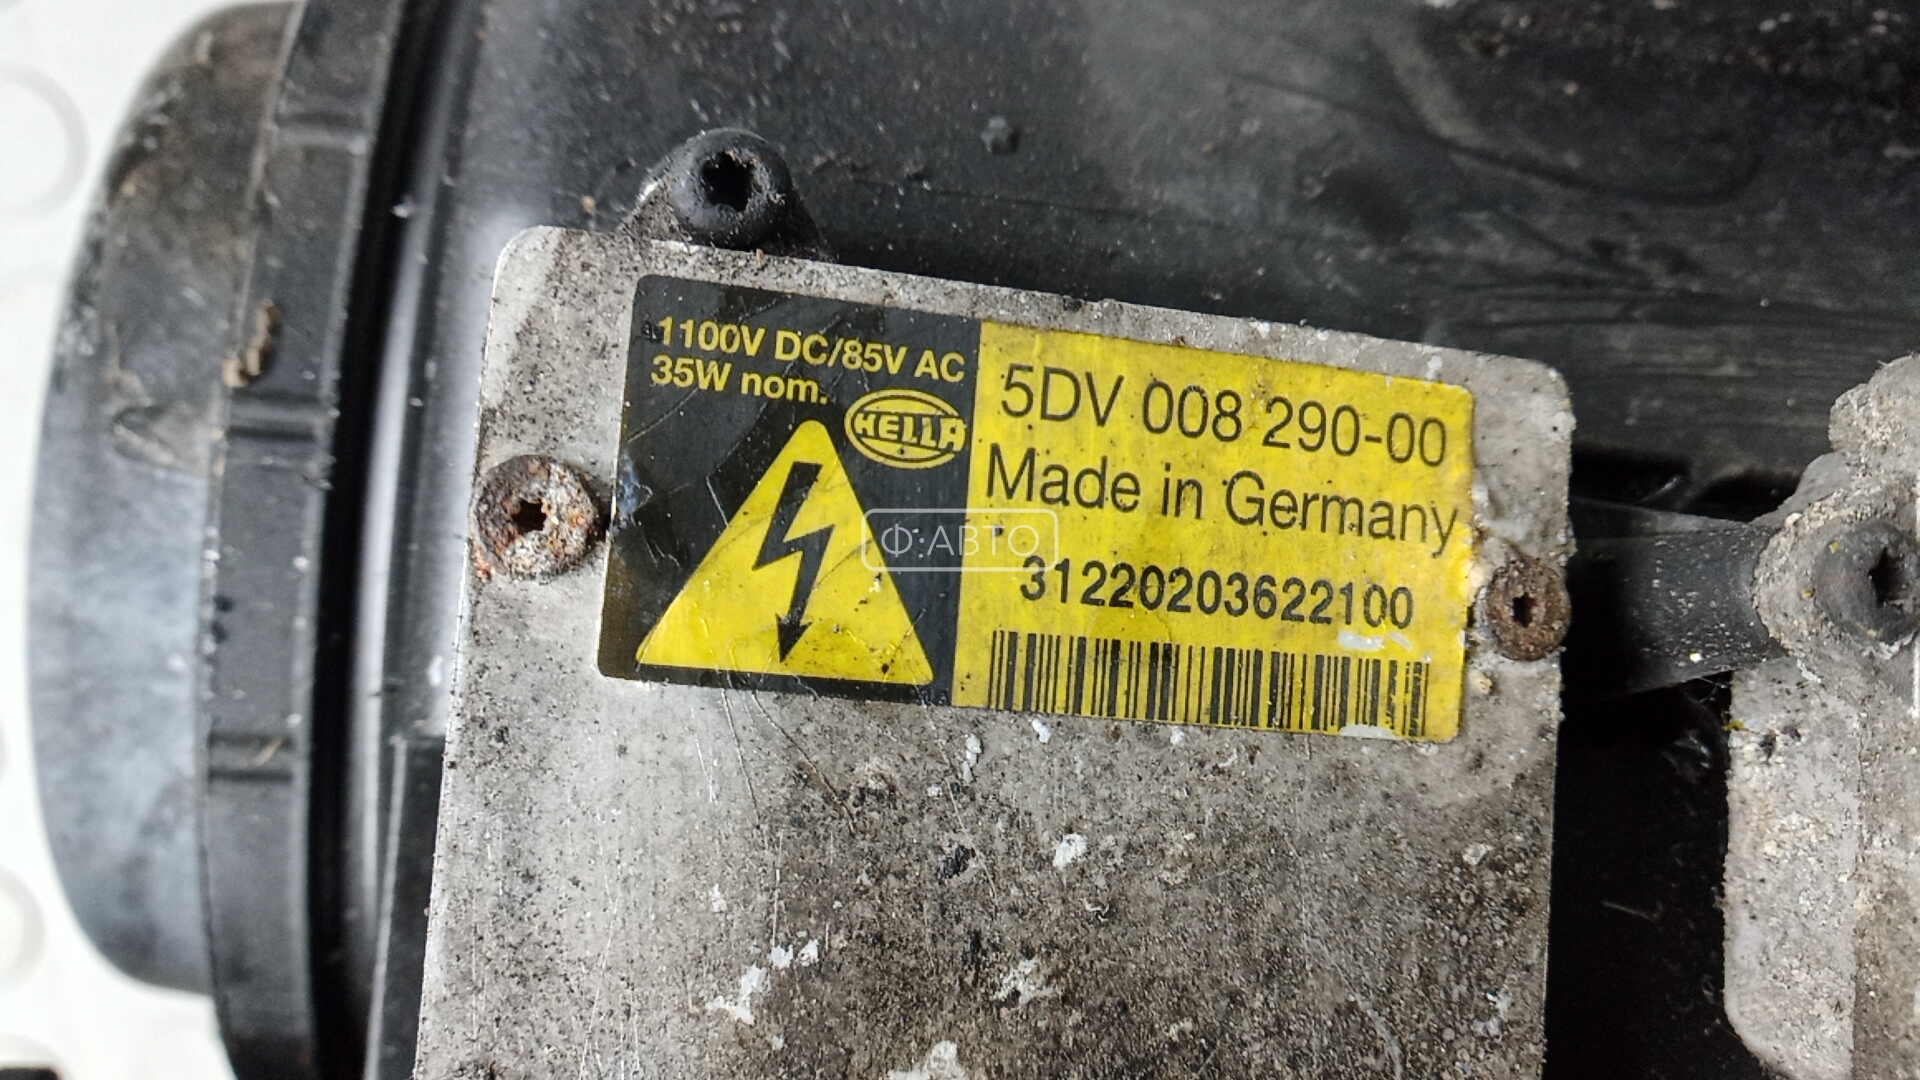 1100V DC/85V AC
35W nom.
HELLA
5DV 008 290-00
Made in Germany
31220203622100
Ф:АВТО